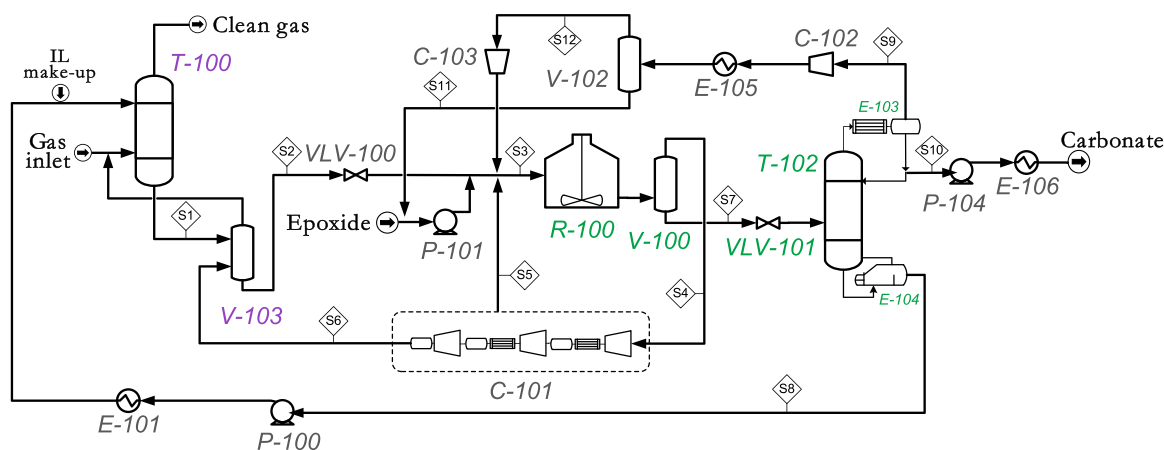 Clean gas
S12
C-102
S9
T-100
C-103
IL
make-up
V-102
S11
E-105
E-103
Gas
inlet
S2
VLV-100
S3
S10
Carbonate
T-102
P-104
E-106
S1
Epoxide
P-101
R-100
V-100
S7
VLV-101
S5
S4
E-104
V-103
S6
C-101
S8
E-101
P-100